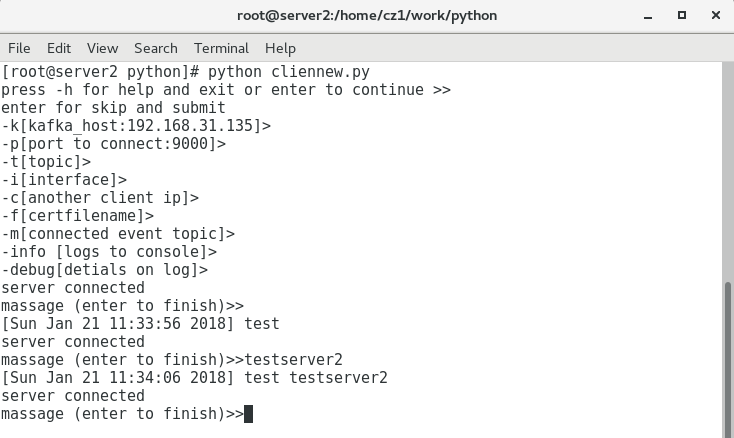 root@server2:/home/cz1/work/python
File Edit View Search Terminal Help
[root@server2 python]# python cliennew.py
press -h for help and exit or enter to continue >>
enter for skip and submit
-k[kafka_host:192.168.31.135]>
-p[port to connect:9000]>
-t[topic]>
-i[interface]>
-c[another client ip]>
-f[certfilename]>
-m[connected event topic]>
-info [logs to console]>
-debug[detials on log]>
server connected
massage (enter to finish)>>
[Sun Jan 21 11:33:56 2018] test
server connected
massage (enter to finish)>>testserver2
[Sun Jan 21 11:34:06 2018] test testserver2
server connected
massage (enter to finish)>>